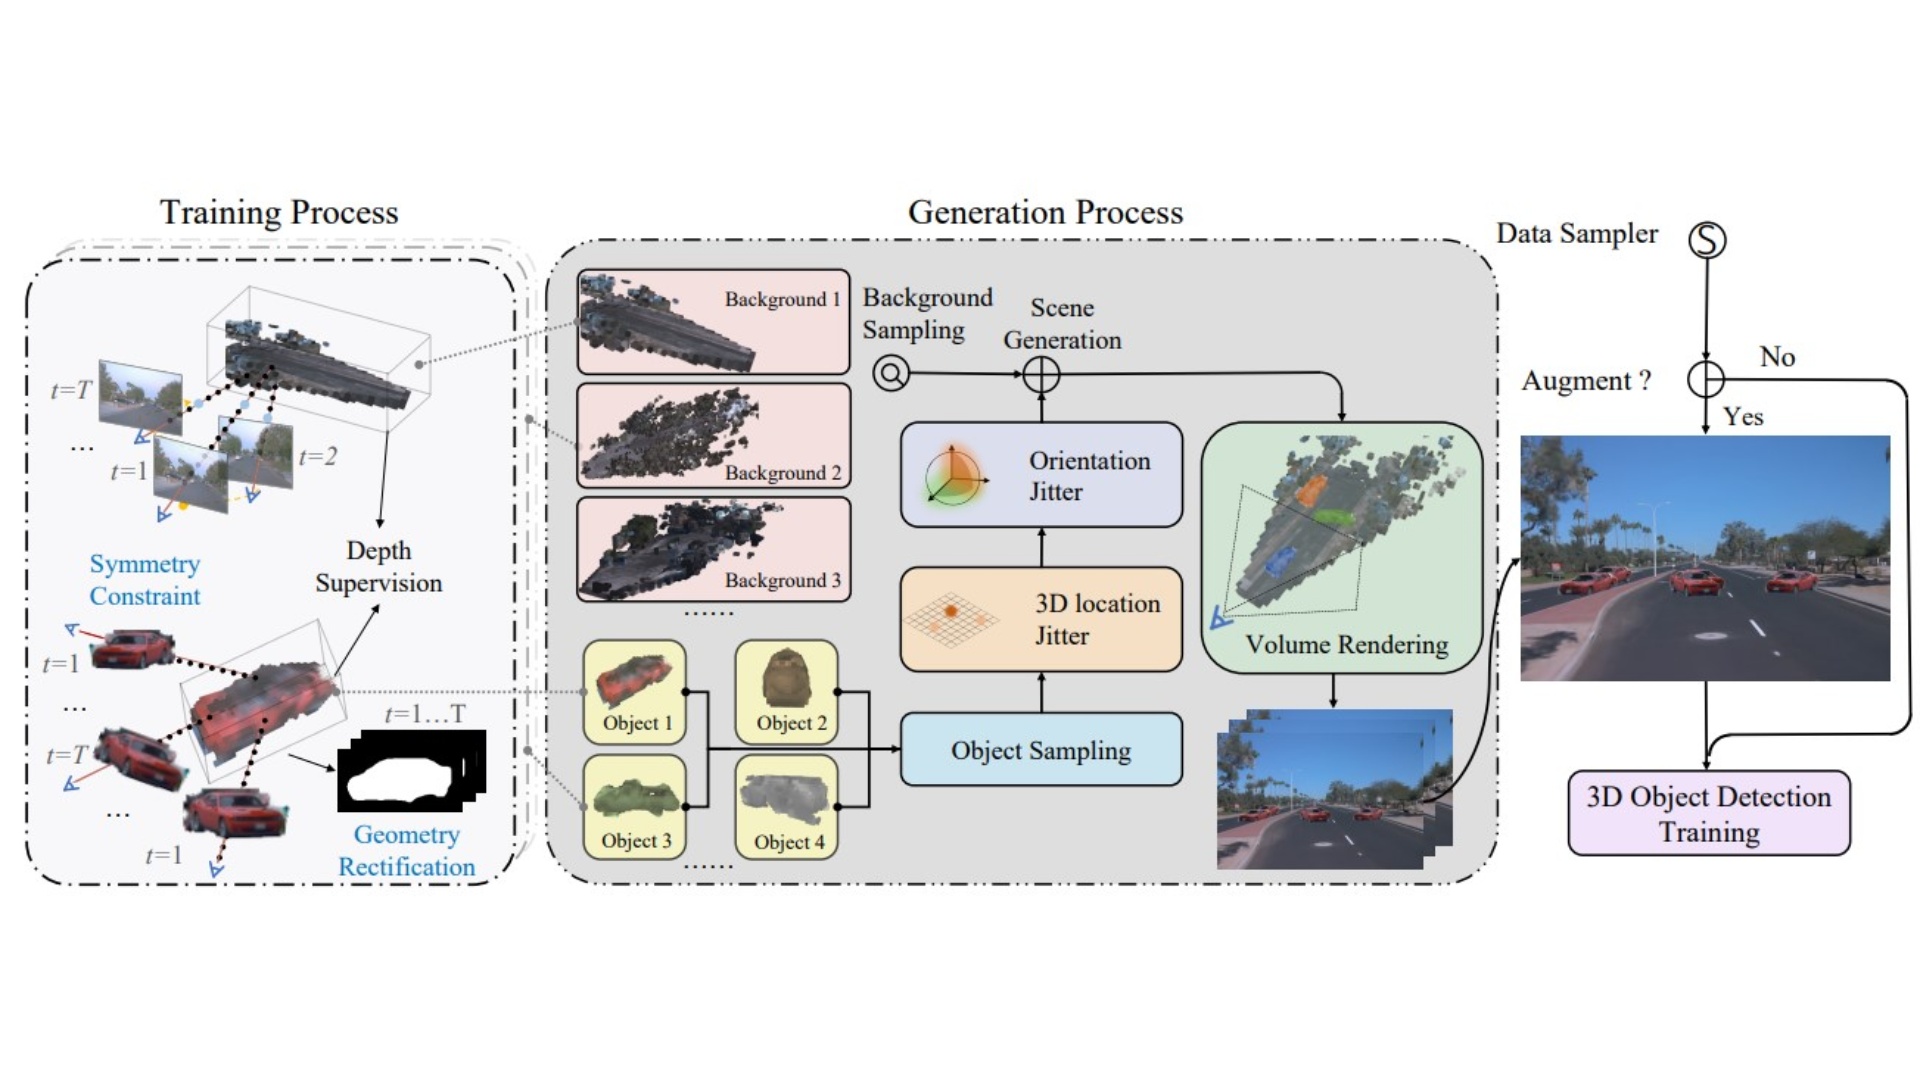 Training Process
t=T
...
t=1
t=2
Symmetry
Constraint
Depth
Supervision
t=1
...
t=T
...
t=1
t=1...T
Geometry
Rectification
Generation Process
Background 1
Background 2
Background 3
......
Object 1
Object 2
Object 3
Object 4
......
Background
Sampling
Scene
Generation
Orientation
Jitter
3D location
Jitter
Object Sampling
Volume Rendering
Data Sampler
S
Augment ?
No
Yes
3D Object Detection
Training